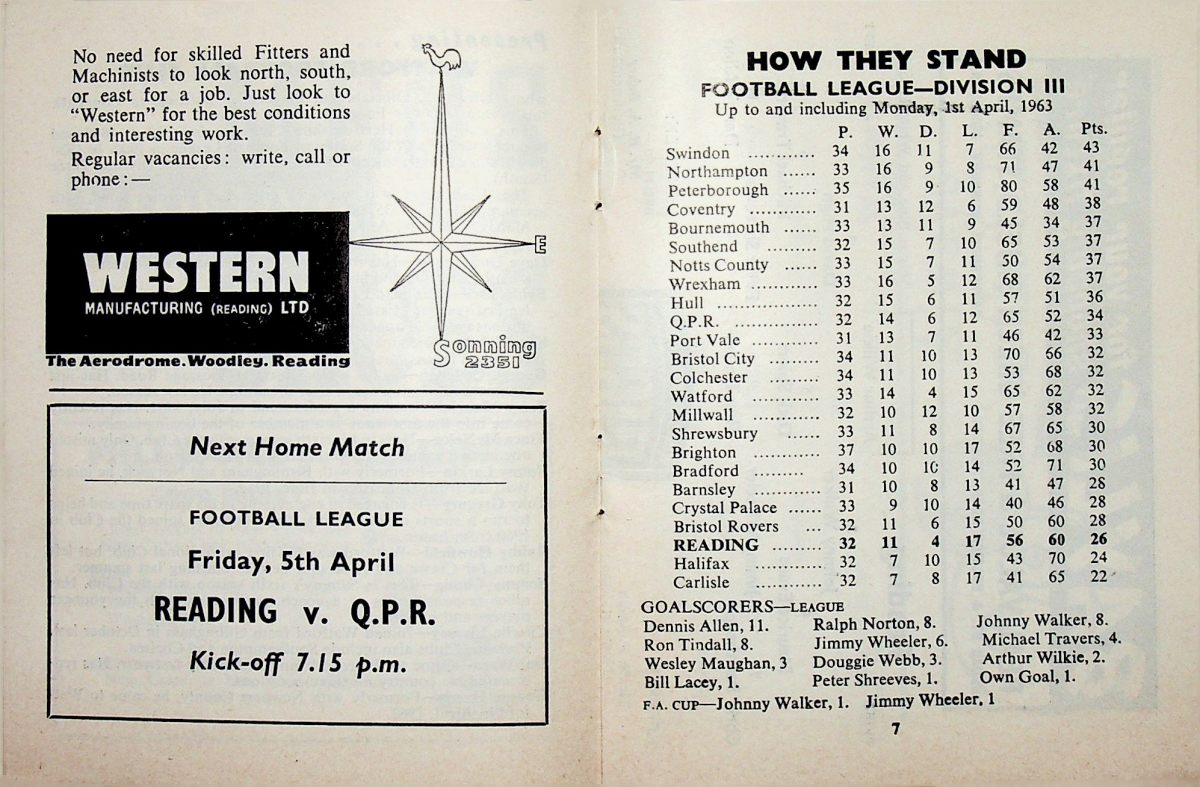 No need for skilled Fitters and
Machinists to look north, south,
or east for a job. Just look to
“Western” for the best conditions
and interesting work.
Regular vacancies: write, call or
phone:—
E
WESTERN
MANUFACTURING (READING) LTD
The Aerodrome. Woodley. Reading
Sonning
2351
Next Home Match
FOOTBALL LEAGUE
Friday, 5th April
READING v. Q.P.R.
Kick-off 7.15 p.m.
HOW THEY STAND
FOOTBALL LEAGUE—DIVISION III
Up to and including Monday, 1st April, 1963
P. W. D. L. F. A. Pts.
Swindon ............ 34 16 11 7 66 42 43
Northampton ...... 33 16 9 8 71 47 41
Peterborough ...... 35 16 9 10 80 58 41
Coventry ............ 31 13 12 6 59 48 38
Bournemouth ...... 33 13 11 9 45 34 37
Southend ............ 32 15 7 10 65 53 37
Notts County ...... 33 15 7 11 50 54 37
Wrexham ............ 33 16 5 12 68 62 37
Hull .................. 32 15 6 11 57 51 36
Q.P.R. ............... 32 14 6 12 65 52 34
Port Vale ............ 31 13 7 11 46 42 33
Bristol City ......... 34 11 10 13 70 66 32
Colchester ......... 34 11 10 13 53 68 32
Watford ............ 33 14 4 15 65 62 32
Millwall ............ 32 10 12 10 57 58 32
Shrewsbury ...... 33 11 8 14 67 65 30
Brighton ............ 37 10 10 17 52 68 30
Bradford ............ 34 10 10 14 52 71 30
Barnsley ............ 31 10 8 13 41 47 28
Crystal Palace ...... 33 9 10 14 40 46 28
Bristol Rovers ... 32 11 6 15 50 60 28
READING ......... 32 11 4 17 56 60 26
Halifax ............ 32 7 10 15 43 70 24
Carlisle ............ 32 7 8 17 41 65 22
GOALSCORERS—LEAGUE
Dennis Allen, 11. Ralph Norton, 8. Johnny Walker, 8.
Ron Tindall, 8. Jimmy Wheeler, 6. Michael Travers, 4.
Wesley Maughan, 3 Douggie Webb, 3. Arthur Wilkie, 2.
Bill Lacey, 1. Peter Shreeves, 1. Own Goal, 1.
F.A. CUP—Johnny Walker, 1. Jimmy Wheeler, 1
7